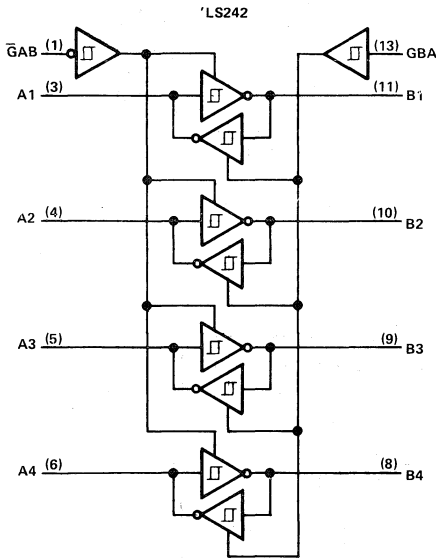 'LS242
G̅AB (1) (13) GBA
A1 (3) (11) B1
A2 (4) (10) B2
A3 (5) (9) B3
A4 (6) (8) B4